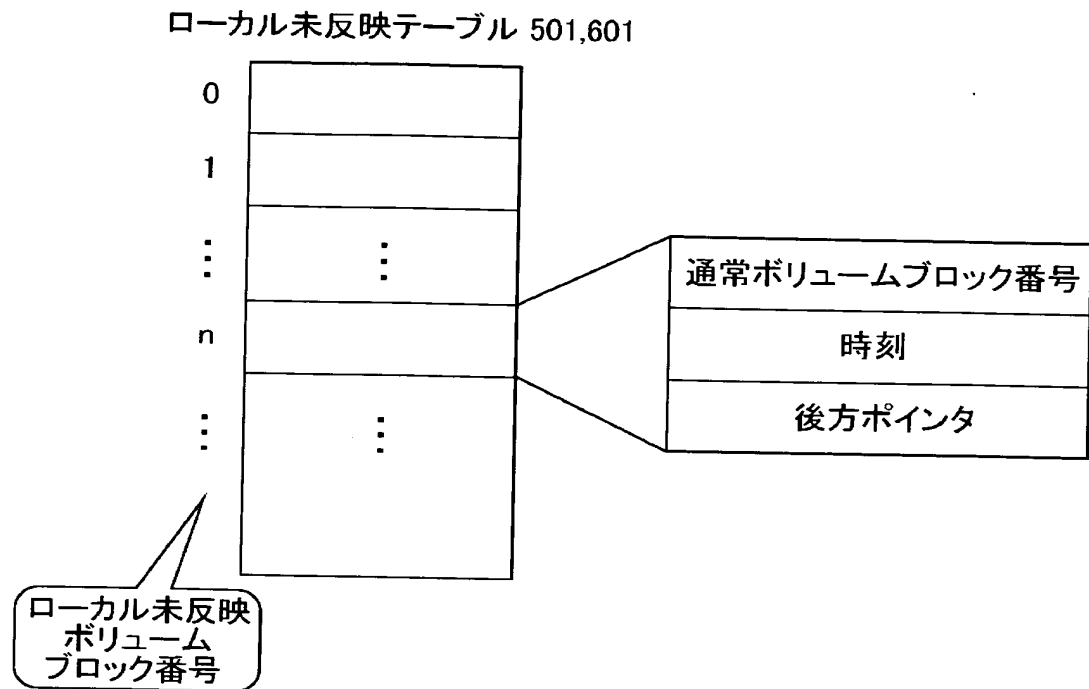 ローカル未反映テーブル 501,601
0
1
⋮ ⋮
n
⋮ ⋮
通常ボリュームブロック番号
時刻
後方ポインタ
ローカル未反映
ボリューム
ブロック番号